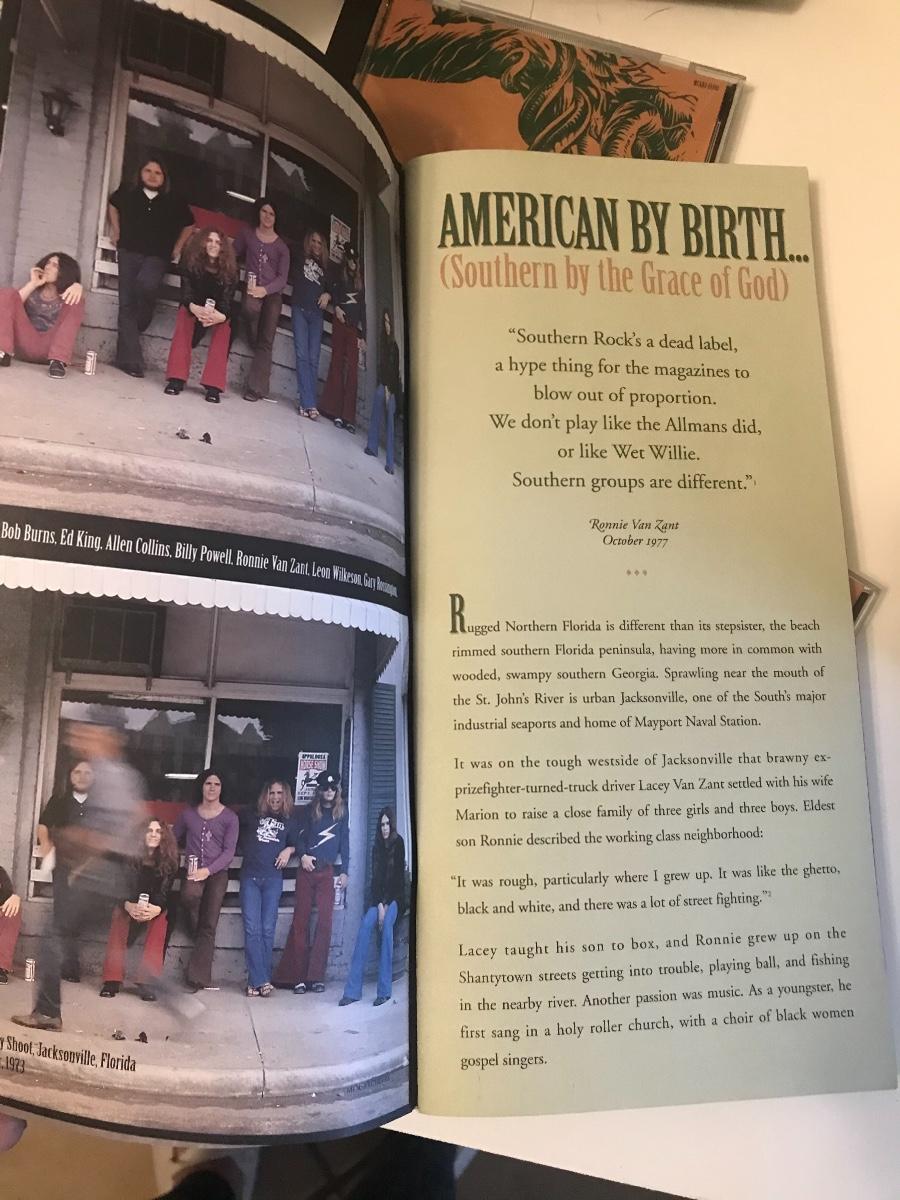 Bob Burns, Ed King, Allen Collins, Billy Powell, Ronnie Van Zant, Leon Wilkeson, Gary Rossington,
APPALOOSA
HORSE SHOW
y Shoot, Jacksonville, Florida
, 1973
AMERICAN BY BIRTH...
(Southern by the Grace of God)
“Southern Rock’s a dead label,
a hype thing for the magazines to
blow out of proportion.
We don’t play like the Allmans did,
or like Wet Willie.
Southern groups are different.”¹
Ronnie Van Zant
October 1977
Rugged Northern Florida is different than its stepsister, the beach
rimmed southern Florida peninsula, having more in common with
wooded, swampy southern Georgia. Sprawling near the mouth of
the St. John’s River is urban Jacksonville, one of the South’s major
industrial seaports and home of Mayport Naval Station.
It was on the tough westside of Jacksonville that brawny ex-
prizefighter-turned-truck driver Lacey Van Zant settled with his wife
Marion to raise a close family of three girls and three boys. Eldest
son Ronnie described the working class neighborhood:
“It was rough, particularly where I grew up. It was like the ghetto,
black and white, and there was a lot of street fighting.”²
Lacey taught his son to box, and Ronnie grew up on the
Shantytown streets getting into trouble, playing ball, and fishing
in the nearby river. Another passion was music. As a youngster, he
first sang in a holy roller church, with a choir of black women
gospel singers.